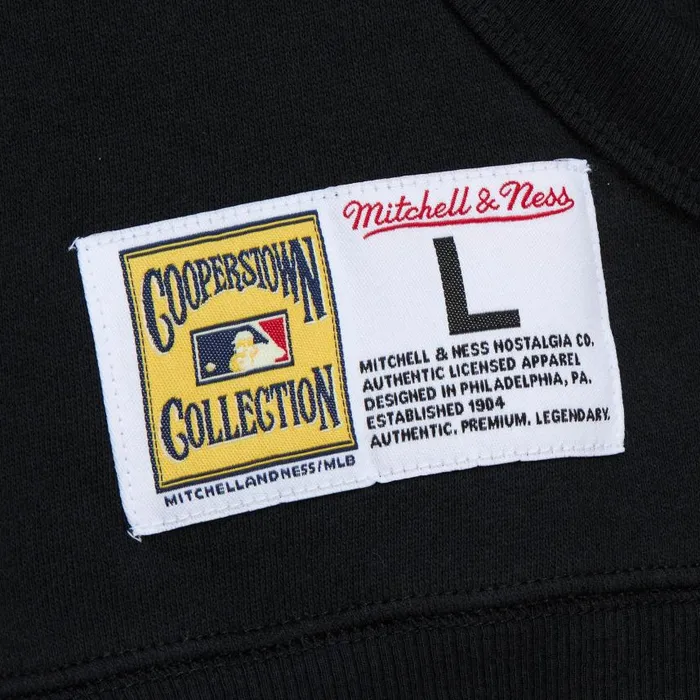 COOPERSTOWN
COLLECTION
MITCHELLANDNESS/MLB
Mitchell & Ness
L
MITCHELL & NESS NOSTALGIA CO.
AUTHENTIC LICENSED APPAREL
DESIGNED IN PHILADELPHIA, PA.
ESTABLISHED 1904
AUTHENTIC. PREMIUM. LEGENDARY.